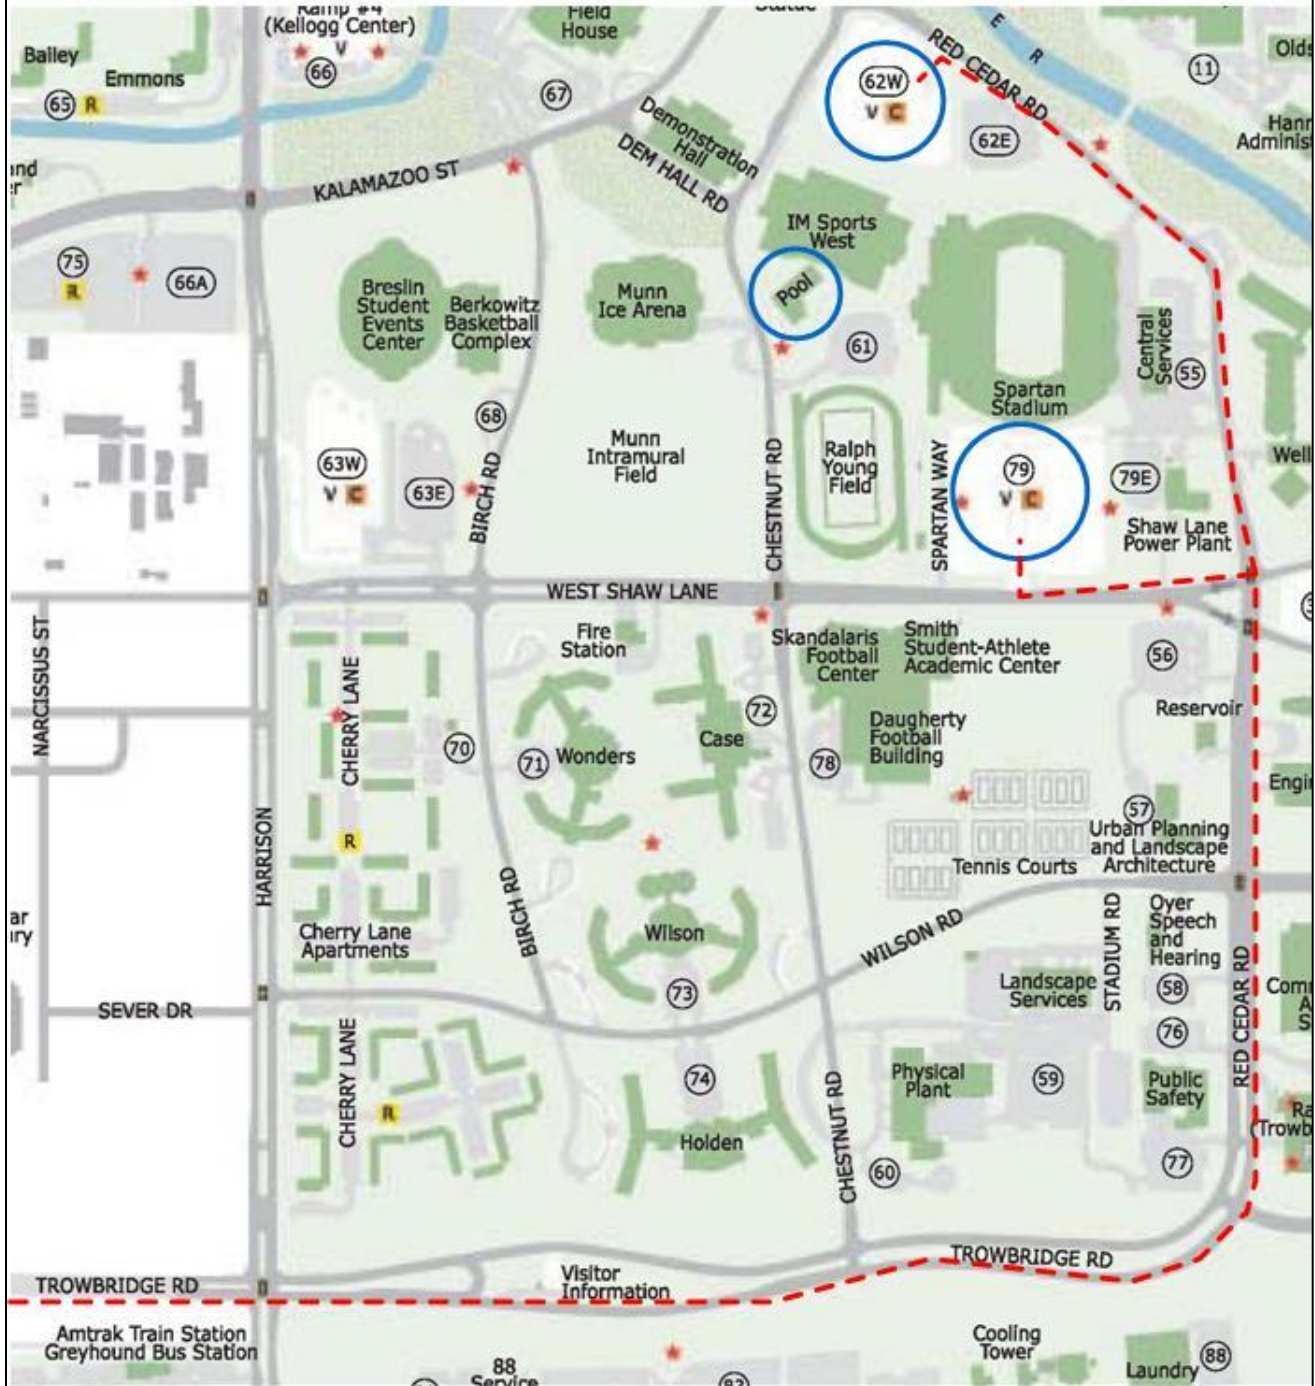 Ramp #4
(Kellogg Center)
Field
House
Statue
Bailey
Emmons
V
66
65 R
67
62W
V C
RED CEDAR RD
E
R
62E
11
Demonstration
Hall
DEM HALL RD
KALAMAZOO ST
IM Sports
West
Pool
75
R
66A
Breslin
Student
Events
Center
Berkowitz
Basketball
Complex
Munn
Ice Arena
61
Central
Services
55
Spartan
Stadium
68
63W
V C
63E
BIRCH RD
Munn
Intramural
Field
CHESTNUT RD
Ralph
Young
Field
SPARTAN WAY
79
V C
79E
Shaw Lane
Power Plant
WEST SHAW LANE
NARCISSUS ST
Fire
Station
Skandalaris
Football
Center
Smith
Student-Athlete
Academic Center
56
CHERRY LANE
70
71
Wonders
Case
72
78
Daugherty
Football
Building
Reservoir
57
Urban Planning
and Landscape
Architecture
R
HARRISON
Tennis Courts
Cherry Lane
Apartments
BIRCH RD
Wilson
73
WILSON RD
Oyer
Speech
and
Hearing
STADIUM RD
Landscape
Services
58
RED CEDAR RD
SEVER DR
76
CHERRY LANE
R
74
Holden
CHESTNUT RD
Physical
Plant
59
Public
Safety
60
77
TROWBRIDGE RD
TROWBRIDGE RD
Visitor
Information
Amtrak Train Station
Greyhound Bus Station
88
Service
83
Cooling
Tower
Laundry
88